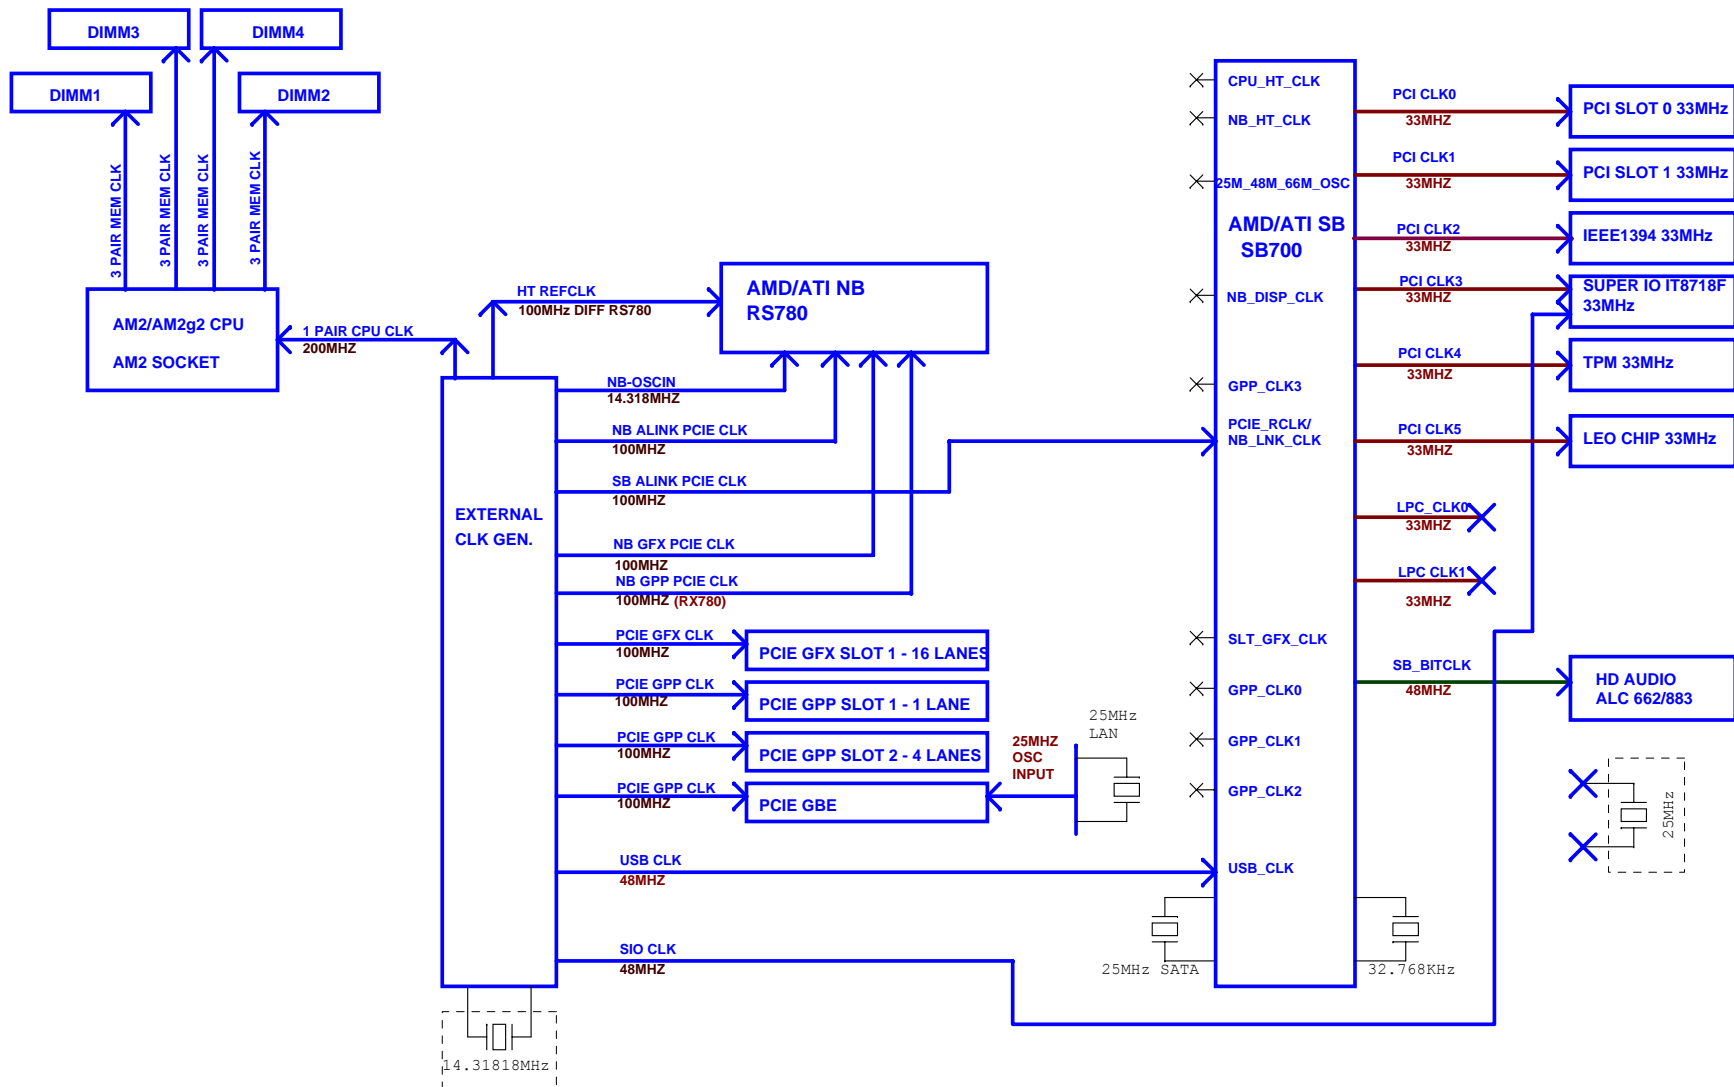 DIMM3
DIMM4
DIMM1
DIMM2
3 PAIR MEM CLK
3 PAIR MEM CLK
3 PAIR MEM CLK
3 PAIR MEM CLK
AM2/AM2g2 CPU
AM2 SOCKET
1 PAIR CPU CLK
200MHZ
HT REFCLK
100MHz DIFF RS780
AMD/ATI NB
RS780
EXTERNAL
CLK GEN.
14.31818MHz
NB-OSCIN
14.318MHZ
NB ALINK PCIE CLK
100MHZ
SB ALINK PCIE CLK
100MHZ
NB GFX PCIE CLK
100MHZ
NB GPP PCIE CLK
100MHZ (RX780)
PCIE GFX CLK
100MHZ
PCIE GFX SLOT 1 - 16 LANES
PCIE GPP CLK
100MHZ
PCIE GPP SLOT 1 - 1 LANE
PCIE GPP CLK
100MHZ
PCIE GPP SLOT 2 - 4 LANES
PCIE GPP CLK
100MHZ
PCIE GBE
25MHZ
OSC
INPUT
25MHz
LAN
USB CLK
48MHZ
SIO CLK
48MHZ
CPU_HT_CLK
NB_HT_CLK
25M_48M_66M_OSC
AMD/ATI SB
SB700
NB_DISP_CLK
GPP_CLK3
PCIE_RCLK/
NB_LNK_CLK
SLT_GFX_CLK
GPP_CLK0
GPP_CLK1
GPP_CLK2
USB_CLK
25MHz SATA
32.768KHz
PCI CLK0
33MHZ
PCI SLOT 0 33MHz
PCI CLK1
33MHZ
PCI SLOT 1 33MHz
PCI CLK2
33MHZ
IEEE1394 33MHz
PCI CLK3
33MHZ
SUPER IO IT8718F
33MHz
PCI CLK4
33MHZ
TPM 33MHz
PCI CLK5
33MHZ
LEO CHIP 33MHz
LPC_CLK0
33MHZ
LPC CLK1
33MHZ
SB_BITCLK
48MHZ
HD AUDIO
ALC 662/883
25MHz